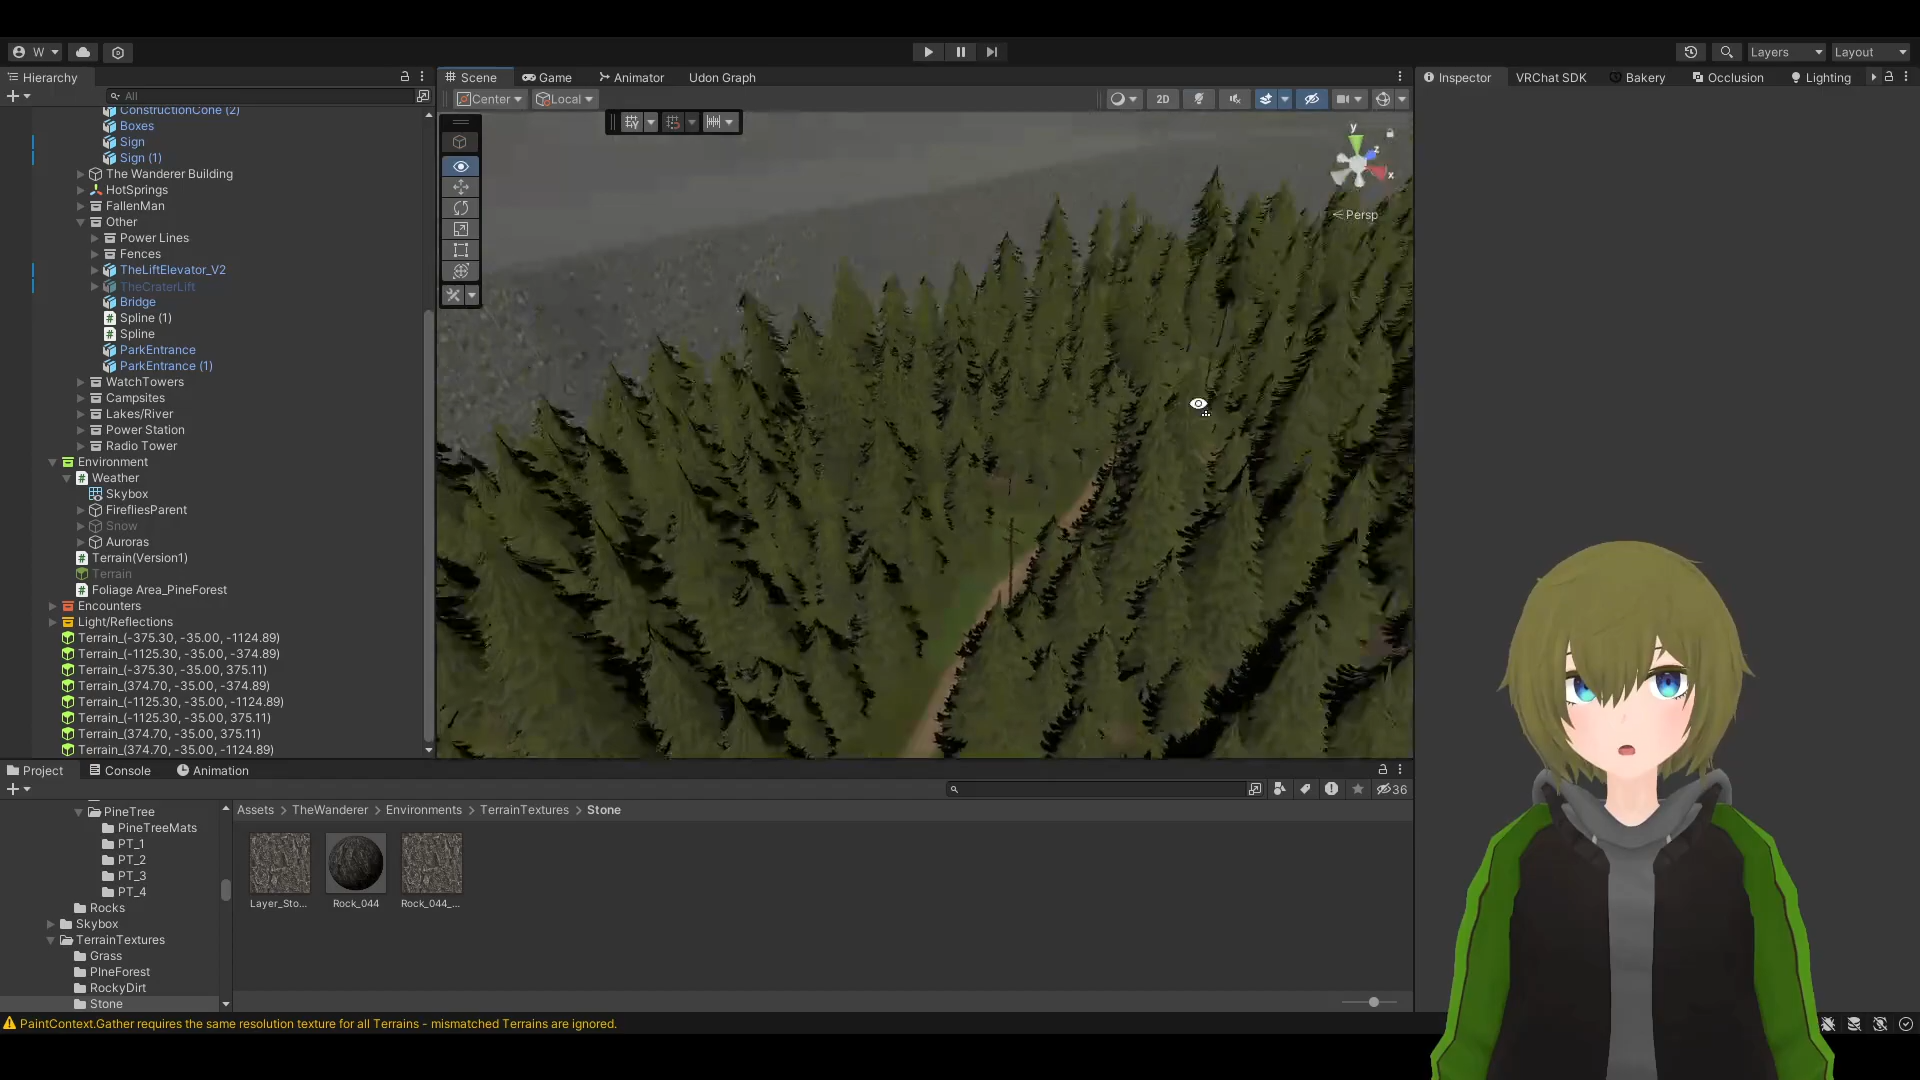 W
Layers
Layout
Hierarchy
Scene
Game
Animator
Udon Graph
Inspector
VRChat SDK
Bakery
Occlusion
Lighting
All
Center
Local
2D
ConstructionCone (2)
Boxes
Sign
Sign (1)
The Wanderer Building
HotSprings
FallenMan
Other
Power Lines
Fences
TheLiftElevator_V2
TheCraterLift
Bridge
Spline (1)
Spline
ParkEntrance
ParkEntrance (1)
WatchTowers
Campsites
Lakes/River
Power Station
Radio Tower
Environment
Weather
Skybox
FirefliesParent
Snow
Auroras
Terrain(Version1)
Terrain
Foliage Area_PineForest
Encounters
Light/Reflections
Terrain_(-375.30, -35.00, -1124.89)
Terrain_(-1125.30, -35.00, -374.89)
Terrain_(-375.30, -35.00, 375.11)
Terrain_(374.70, -35.00, -374.89)
Terrain_(-1125.30, -35.00, -1124.89)
Terrain_(-1125.30, -35.00, 375.11)
Terrain_(374.70, -35.00, 375.11)
Terrain_(374.70, -35.00, -1124.89)
y
z
x
Persp
Project
Console
Animation
36
PineTree
PineTreeMats
PT_1
PT_2
PT_3
PT_4
Rocks
Skybox
TerrainTextures
Grass
PIneForest
RockyDirt
Stone
Assets > TheWanderer > Environments > TerrainTextures > Stone
Layer_Sto...
Rock_044
Rock_044_...
PaintContext.Gather requires the same resolution texture for all Terrains - mismatched Terrains are ignored.